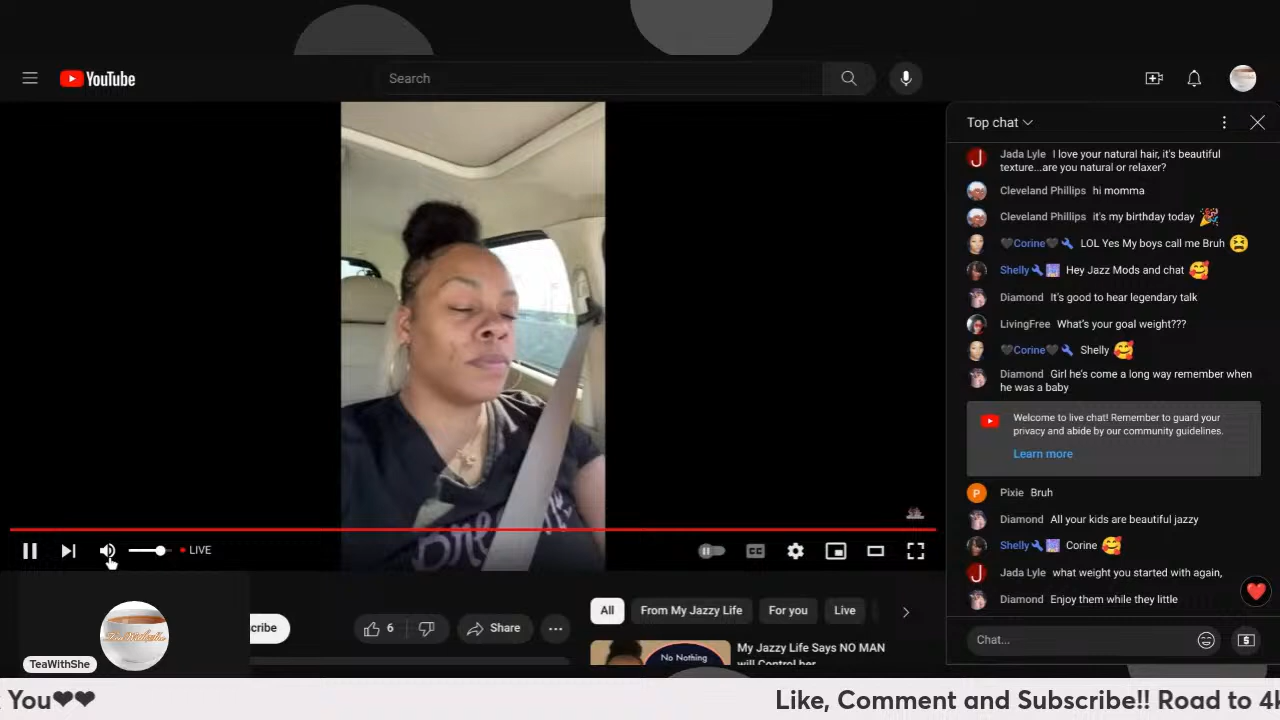 YouTube
Search
Top chat
Jada Lyle I love your natural hair, it's beautiful
texture...are you natural or relaxer?
Cleveland Phillips hi momma
Cleveland Phillips it's my birthday today 🎉
🖤Corine🖤 LOL Yes My boys call me Bruh 😫
Shelly Hey Jazz Mods and chat 🥰
Diamond It's good to hear legendary talk
LivingFree What's your goal weight???
🖤Corine🖤 Shelly 🥰
Diamond Girl he's come a long way remember when
he was a baby
Welcome to live chat! Remember to guard your
privacy and abide by our community guidelines.
Learn more
Pixie Bruh
Diamond All your kids are beautiful jazzy
Shelly Corine 🥰
Jada Lyle what weight you started with again,
Diamond Enjoy them while they little
Chat...
LIVE
CC
cribe
6
Share
All
From My Jazzy Life
For you
Live
No Nothing
My Jazzy Life Says NO MAN
will Control her
TeaWithShe
You❤❤
Like, Comment and Subscribe!! Road to 4k